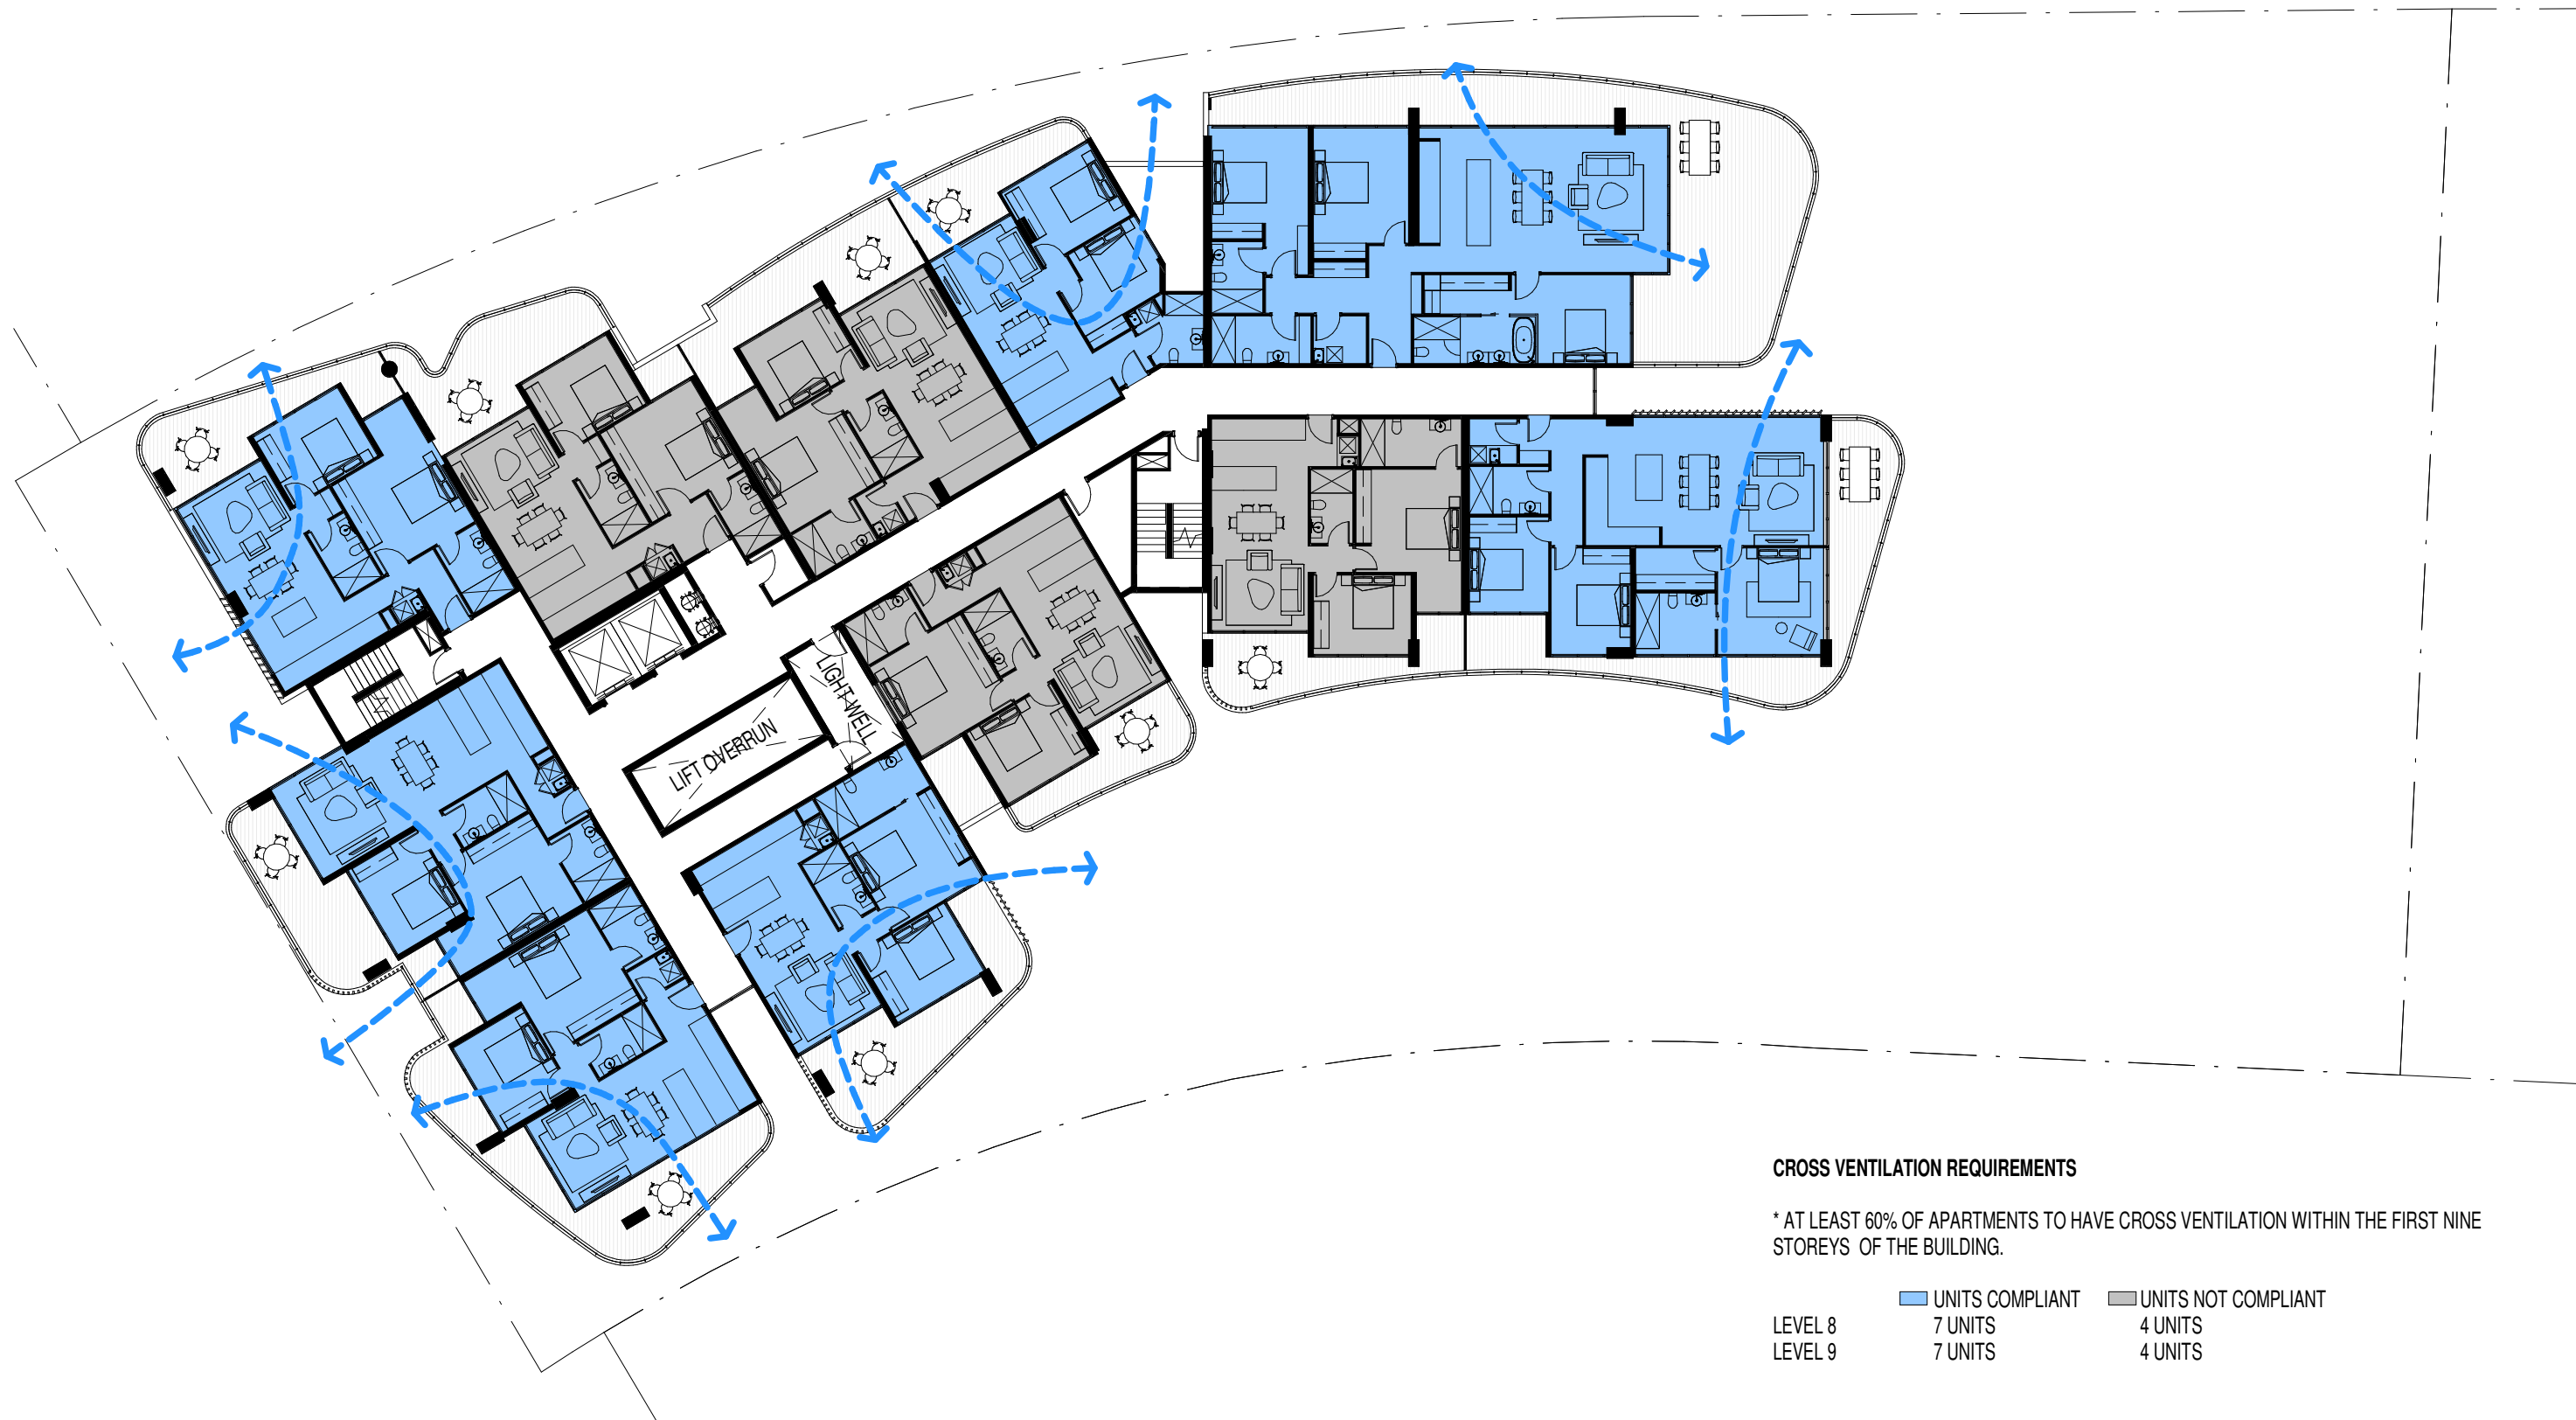 LIGHT WELL
LIFT OVERRUN
CROSS VENTILATION REQUIREMENTS
* AT LEAST 60% OF APARTMENTS TO HAVE CROSS VENTILATION WITHIN THE FIRST NINE
STOREYS OF THE BUILDING.
UNITS COMPLIANT UNITS NOT COMPLIANT
LEVEL 8 7 UNITS 4 UNITS
LEVEL 9 7 UNITS 4 UNITS